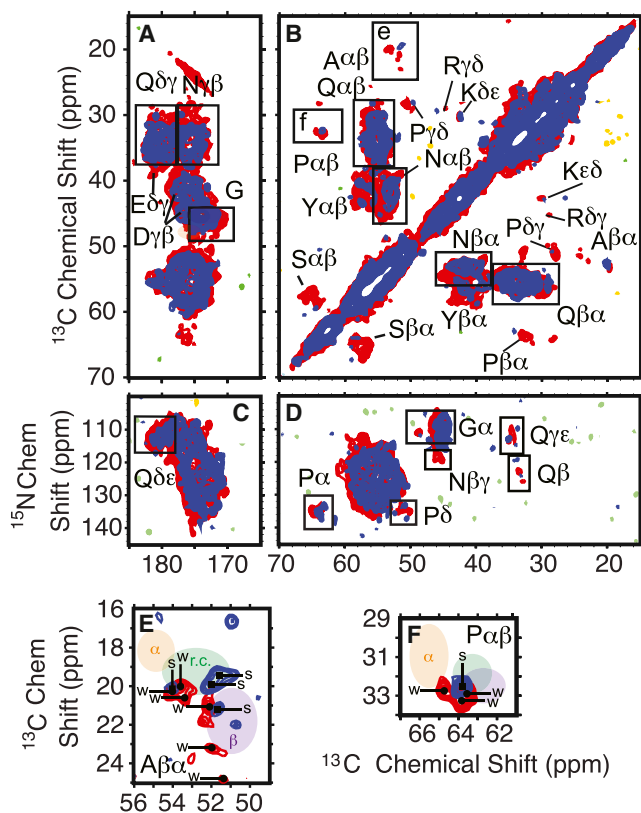 A
B
e
AαΒ
Qδγ Nγβ
Qαβ
Rγδ
Kδε
f
Pγδ
Pαβ
Nαβ
Eδγ
G
Yαβ
Kεδ
Dγβ
Rδγ
Nβα
Pδγ
Aβα
Sαβ
Sβα
Yβα
Qβα
Pβα
20
30
40
50
60
70
13C Chemical Shift (ppm)
C
D
Gα
Qγε
Qδε
Nβγ
Qβ
Pα
Pδ
110
120
130
140
15N Chem
Shift (ppm)
180 170
70 60 50 40 30 20
E
α
w r.c.
s
s
w
w
w
s
β
w
w
Aβα
16
18
20
22
24
56 54 52 50
13C Chem
Shift (ppm)
F
Pαβ
α
s
w
w
w
β
29
31
33
66 64 62
13C Chemical Shift (ppm)